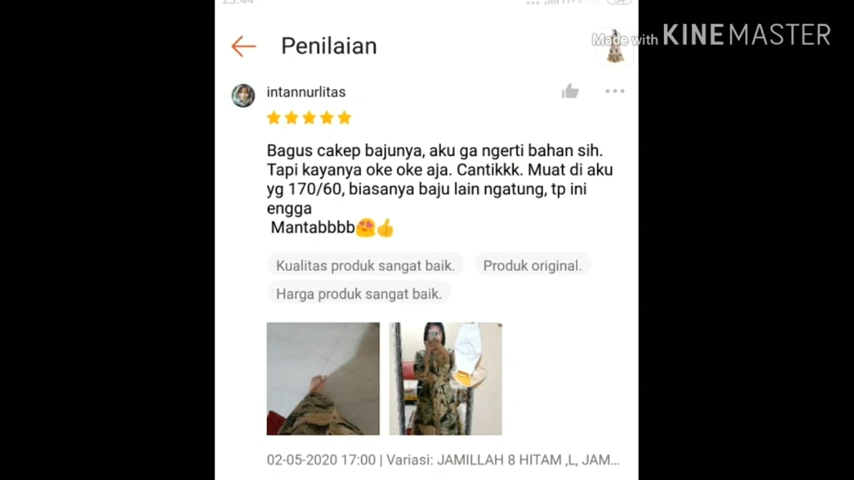 Penilaian
Made with KINEMASTER
intannurlitas
Bagus cakep bajunya, aku ga ngerti bahan sih.
Tapi kayanya oke oke aja. Cantikkk. Muat di aku
yg 170/60, biasanya baju lain ngatung, tp ini
engga
Mantabbbb😍👍
Kualitas produk sangat baik.
Produk original.
Harga produk sangat baik.
02-05-2020 17:00 | Variasi: JAMILLAH 8 HITAM ,L, JAM...